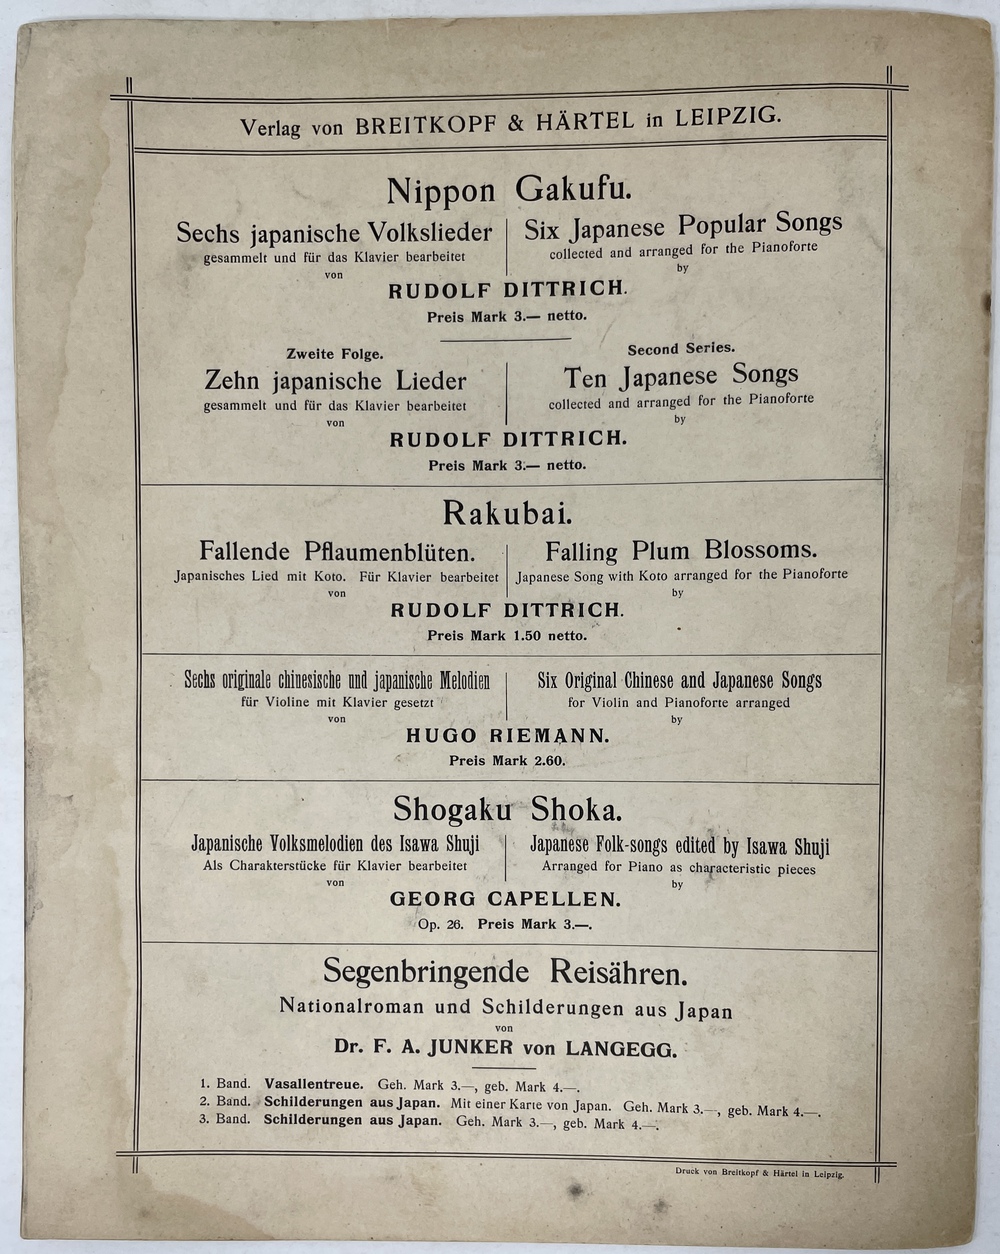 Verlag von BREITKOPF & HÄRTEL in LEIPZIG.
Nippon Gakufu.
Sechs japanische Volkslieder
gesammelt und für das Klavier bearbeitet
von
Six Japanese Popular Songs
collected and arranged for the Pianoforte
by
RUDOLF DITTRICH.
Preis Mark 3.— netto.
Zweite Folge.
Zehn japanische Lieder
gesammelt und für das Klavier bearbeitet
von
Second Series.
Ten Japanese Songs
collected and arranged for the Pianoforte
by
RUDOLF DITTRICH.
Preis Mark 3.— netto.
Rakubai.
Fallende Pflaumenblüten.
Japanisches Lied mit Koto. Für Klavier bearbeitet
von
Falling Plum Blossoms.
Japanese Song with Koto arranged for the Pianoforte
by
RUDOLF DITTRICH.
Preis Mark 1.50 netto.
Sechs originale chinesische und japanische Melodien
für Violine mit Klavier gesetzt
von
Six Original Chinese and Japanese Songs
for Violin and Pianoforte arranged
by
HUGO RIEMANN.
Preis Mark 2.60.
Shogaku Shoka.
Japanische Volksmelodien des Isawa Shuji
Als Charakterstücke für Klavier bearbeitet
von
Japanese Folk-songs edited by Isawa Shuji
Arranged for Piano as characteristic pieces
by
GEORG CAPELLEN.
Op. 26. Preis Mark 3.—.
Segenbringende Reisähren.
Nationalroman und Schilderungen aus Japan
von
Dr. F. A. JUNKER von LANGEGG.
1. Band. Vasallentreue. Geh. Mark 3.—, geb. Mark 4.—.
2. Band. Schilderungen aus Japan. Mit einer Karte von Japan. Geh. Mark 3.—, geb. Mark 4.—.
3. Band. Schilderungen aus Japan. Geh. Mark 3.—, geb. Mark 4.—.
Druck von Breitkopf & Härtel in Leipzig.